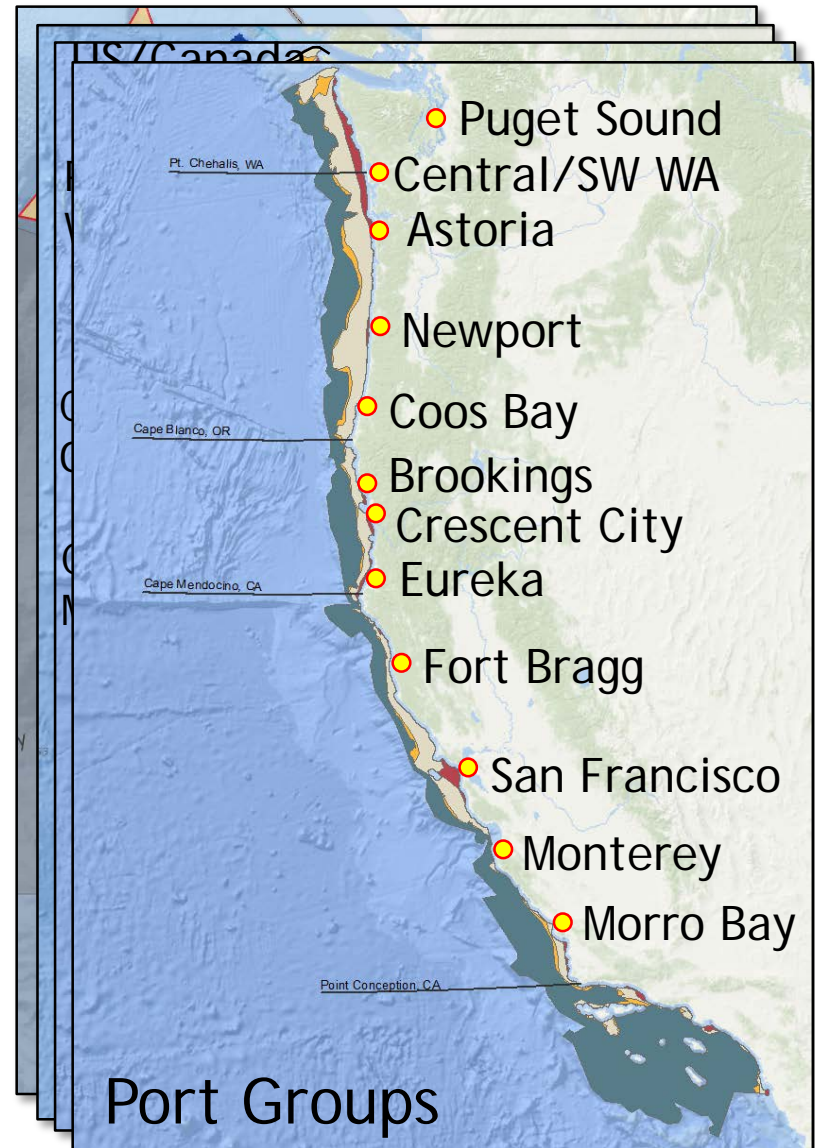 US/Canada
Puget Sound
Pt. Chehalis, WA
Central/SW WA
Astoria
Newport
Coos Bay
Cape Blanco, OR
Brookings
Crescent City
Cape Mendocino, CA
Eureka
Fort Bragg
San Francisco
Monterey
Morro Bay
Point Conception, CA
Port Groups